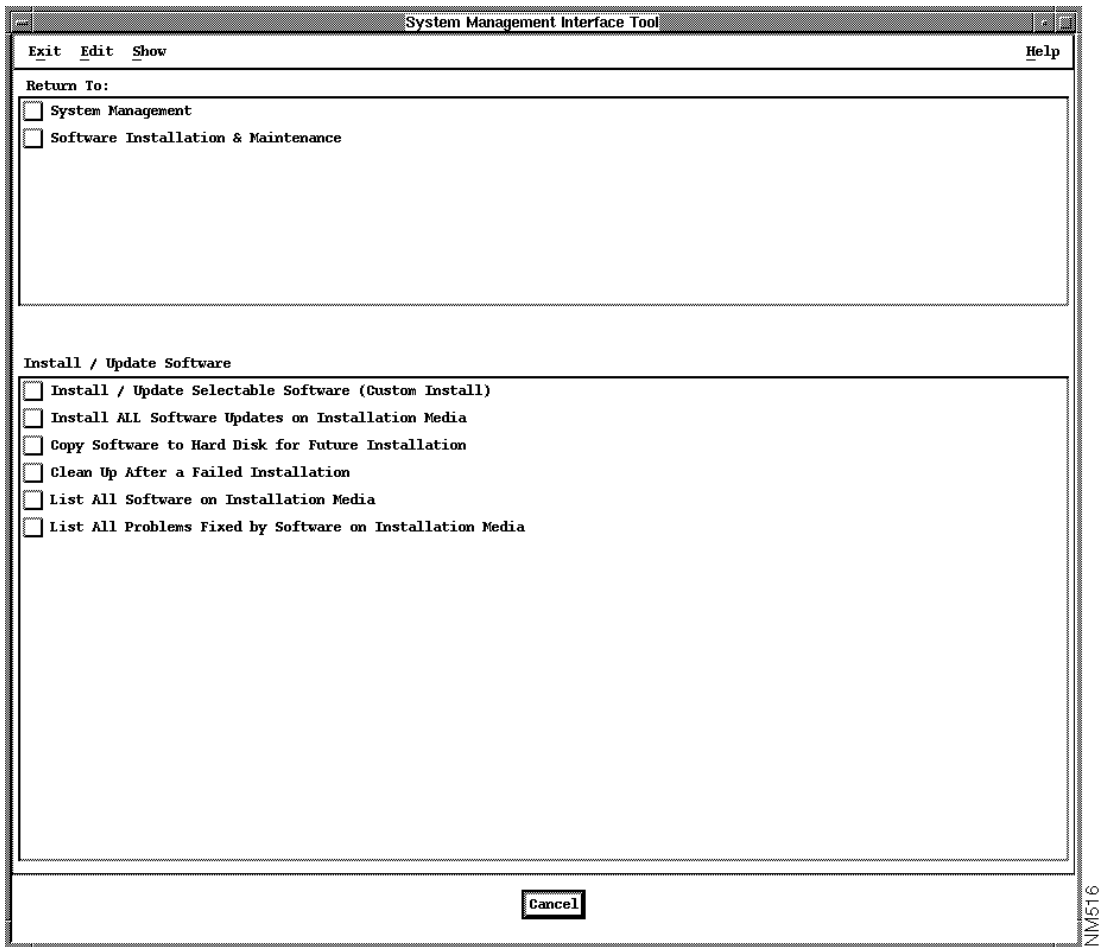 System Management Interface Tool
Exit Edit Show Help
Return To:
System Management
Software Installation & Maintenance
Install / Update Software
Install / Update Selectable Software (Custom Install)
Install ALL Software Updates on Installation Media
Copy Software to Hard Disk for Future Installation
Clean Up After a Failed Installation
List All Software on Installation Media
List All Problems Fixed by Software on Installation Media
Cancel
NM516